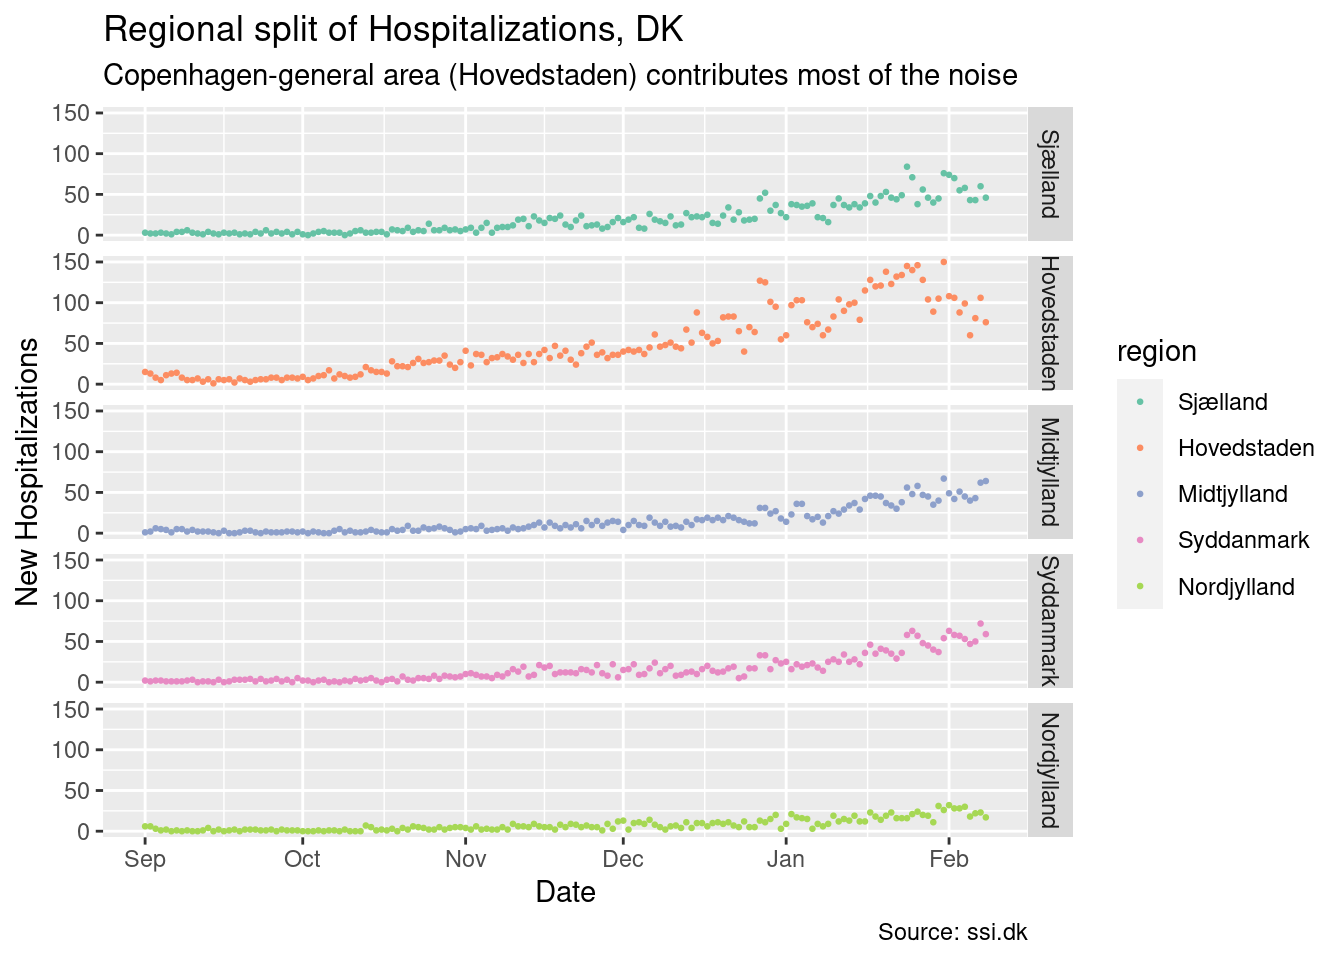 Regional split of Hospitalizations, DK
Copenhagen-general area (Hovedstaden) contributes most of the noise
New Hospitalizations
150
100
50
0
Sjælland
150
100
50
0
Hovedstaden
150
100
50
0
Midtjylland
150
100
50
0
Syddanmark
150
100
50
0
Nordjylland
Sep Oct Nov Dec Jan Feb
Date
region
Sjælland
Hovedstaden
Midtjylland
Syddanmark
Nordjylland
Source: ssi.dk